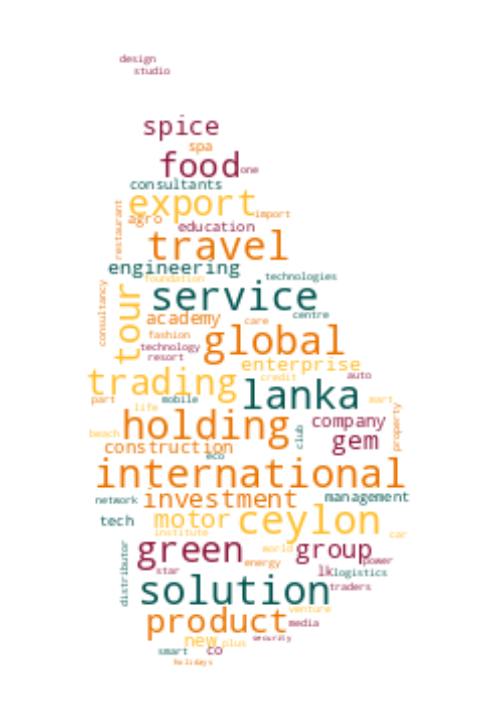 design
studio
spice
spa
food one
consultants
export
restaurant
agro import
education
travel
engineering
technologies
foundation
consultancy
tour
service
academy care centre
fashion
global
technology
resort
enterprise
trading credit auto
lanka
part mobile mart
life
holding company
property
club
beach gem
construction
eco
international
network investment management
tech motor ceylon
institute car
distributor
green world group
energy power
star lk logistics
solution traders
venture
product media
new plus security
smart co
holidays